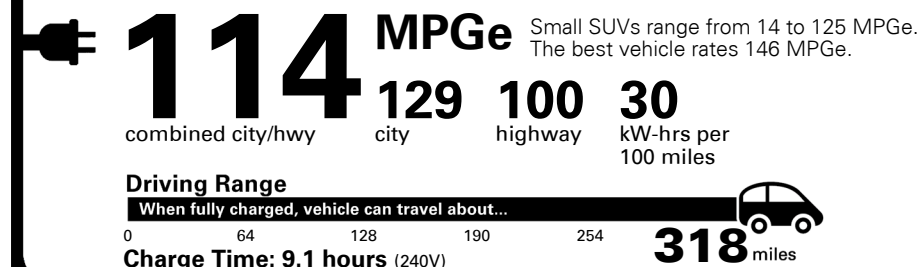 114 MPGe
Small SUVs range from 14 to 125 MPGe.
The best vehicle rates 146 MPGe.
129 100 30
combined city/hwy city highway kW-hrs per
100 miles
Driving Range
When fully charged, vehicle can travel about...
0 64 128 190 254 318 miles
Charge Time: 9.1 hours (240V)